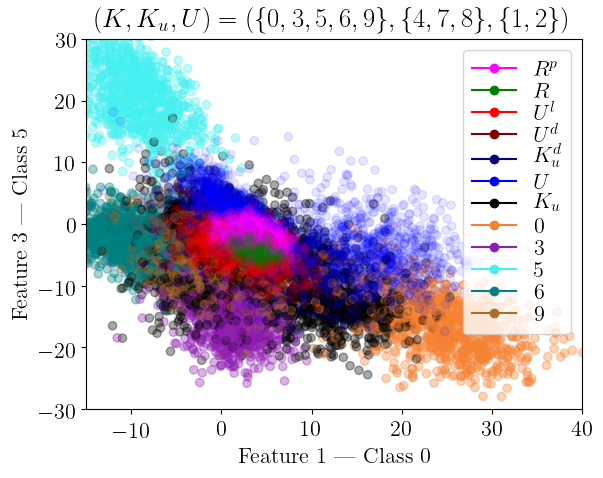 (K, K_u, U) = ({0, 3, 5, 6, 9}, {4, 7, 8}, {1, 2})
Feature 3 — Class 5
30
20
10
0
−10
−20
−30
R^p
R
U^l
U^d
K_u^d
U
K_u
0
3
5
6
9
−10
0
10
20
30
40
Feature 1 — Class 0